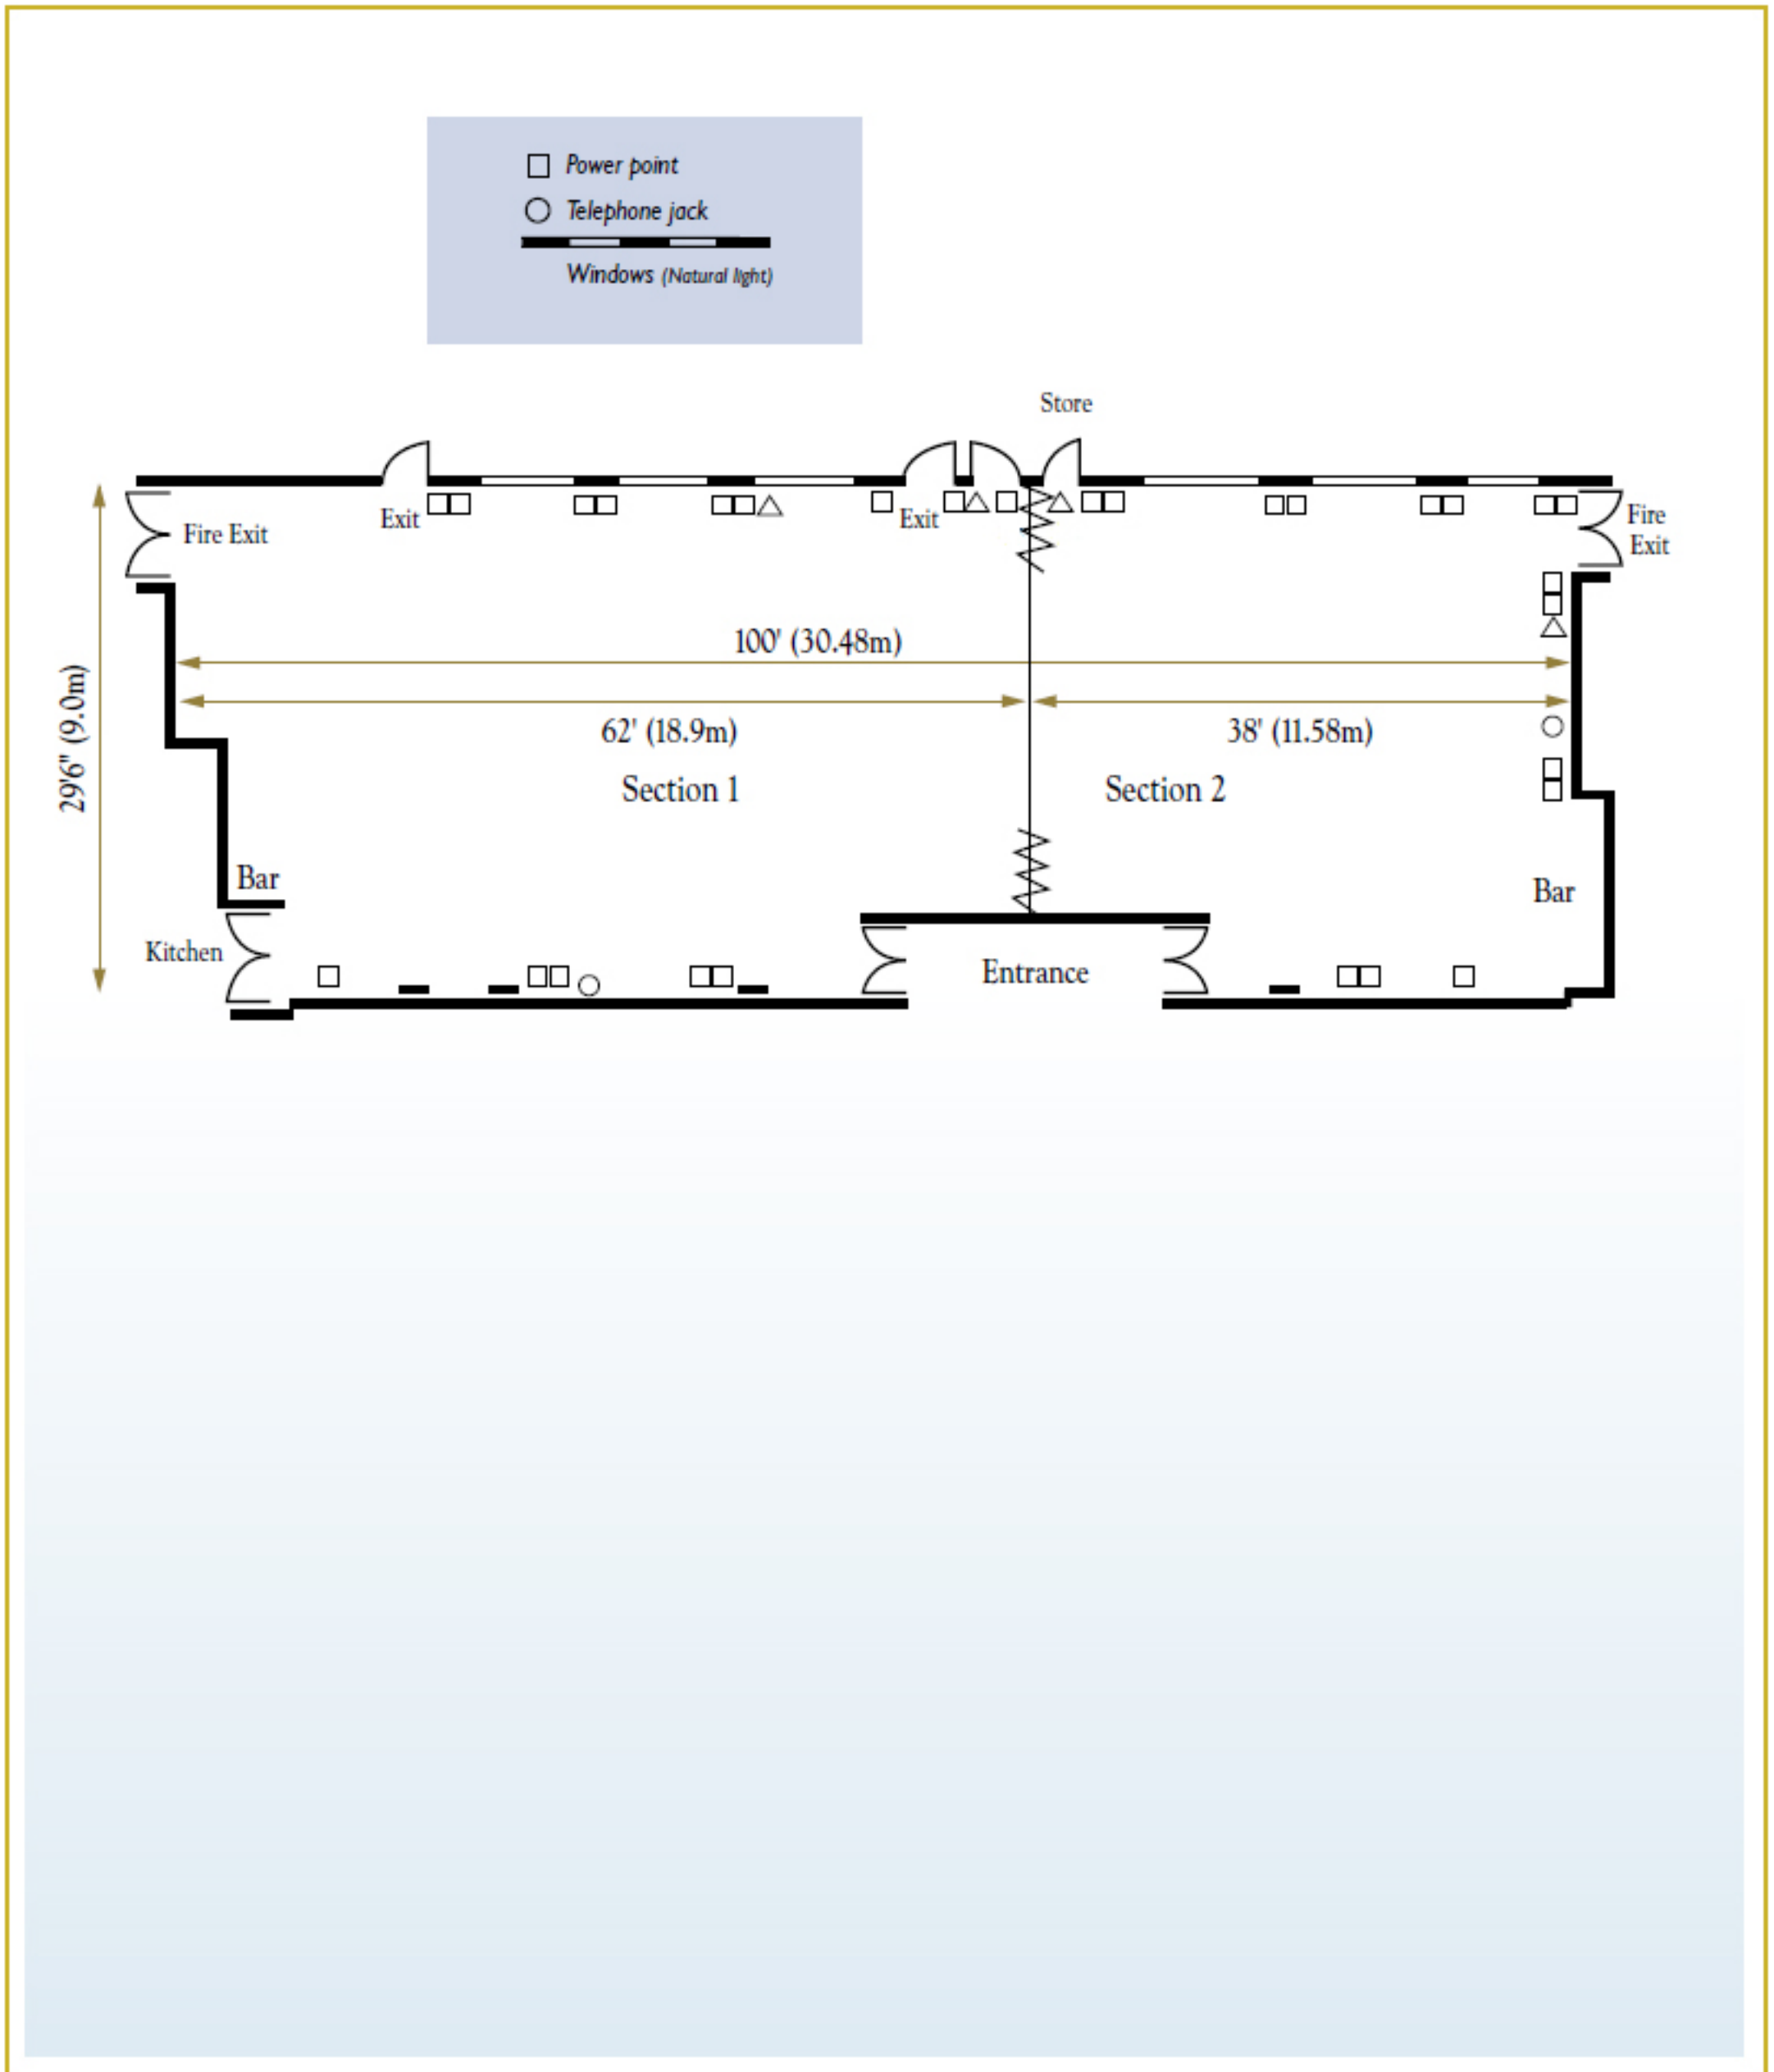 Power point
Telephone jack
Windows (Natural light)
Store
Exit
Exit
Fire Exit
Fire
Exit
100' (30.48m)
62' (18.9m)
38' (11.58m)
29'6" (9.0m)
Section 1
Section 2
Bar
Bar
Kitchen
Entrance